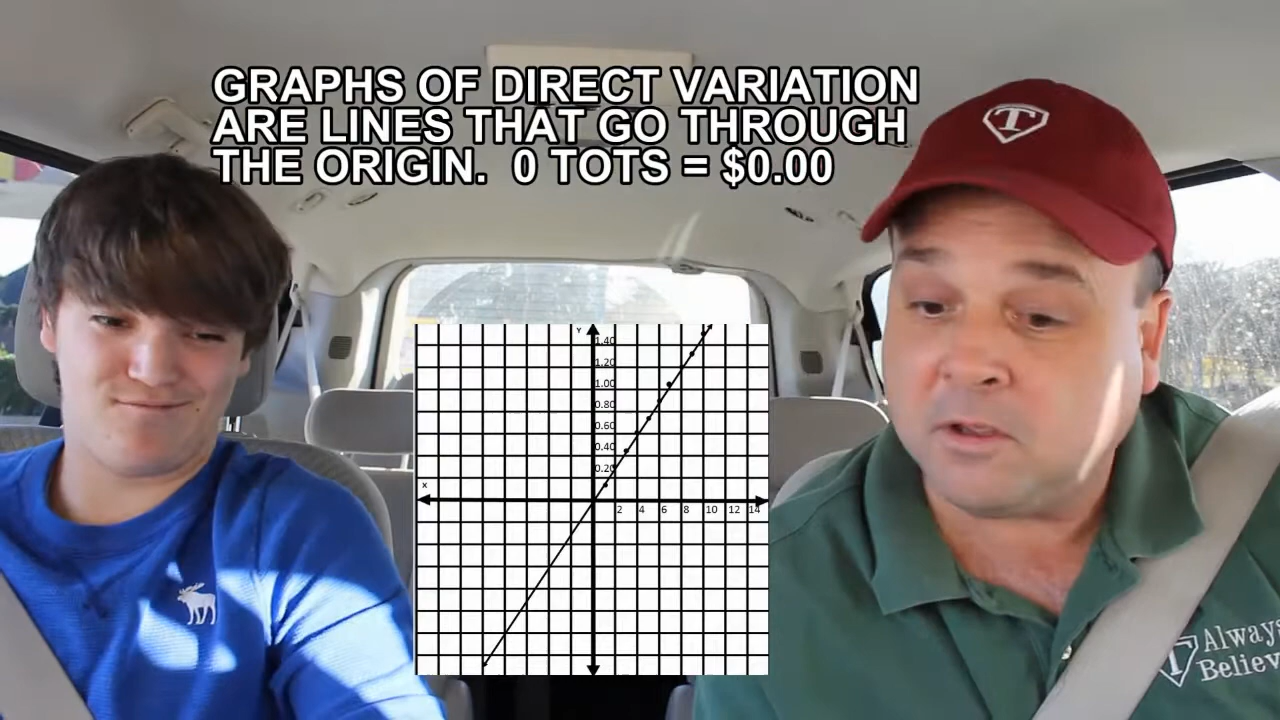 GRAPHS OF DIRECT VARIATION
ARE LINES THAT GO THROUGH
THE ORIGIN. 0 TOTS = $0.00
T
Y
1.40
1.20
1.00
0.80
0.60
0.40
0.20
X
2 4 6 8 10 12 14
T Always
Believ